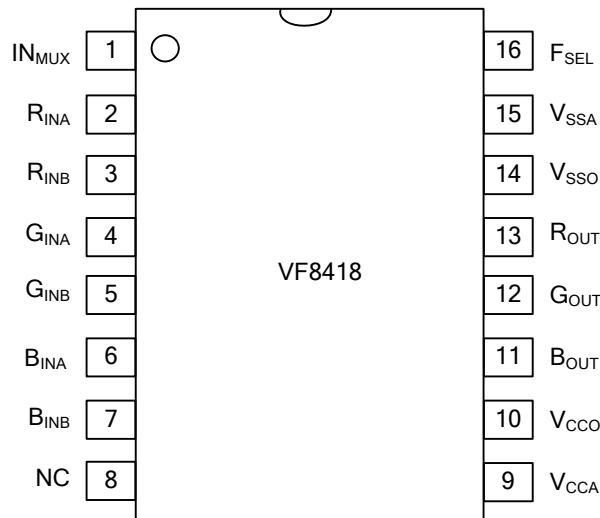 IN_MUX 1 16 F_SEL
R_INA 2 15 V_SSA
R_INB 3 14 V_SSO
G_INA 4 13 R_OUT
VF8418
G_INB 5 12 G_OUT
B_INA 6 11 B_OUT
B_INB 7 10 V_CCO
NC 8 9 V_CCA